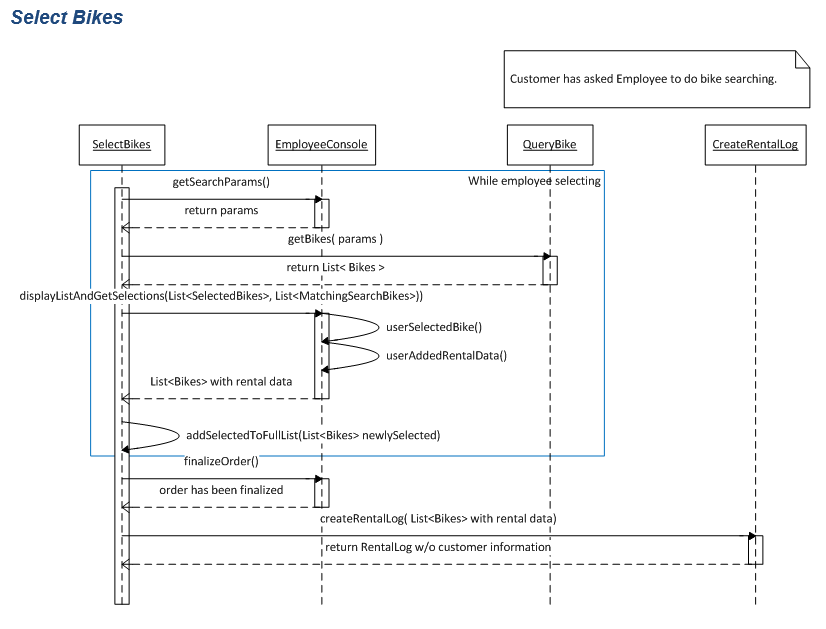 Select Bikes
Customer has asked Employee to do bike searching.
SelectBikes
EmployeeConsole
QueryBike
CreateRentalLog
While employee selecting
getSearchParams()
return params
getBikes( params )
return List< Bikes >
displayListAndGetSelections(List<SelectedBikes>, List<MatchingSearchBikes>))
userSelectedBike()
userAddedRentalData()
List<Bikes> with rental data
addSelectedToFullList(List<Bikes> newlySelected)
finalizeOrder()
order has been finalized
createRentalLog( List<Bikes> with rental data)
return RentalLog w/o customer information